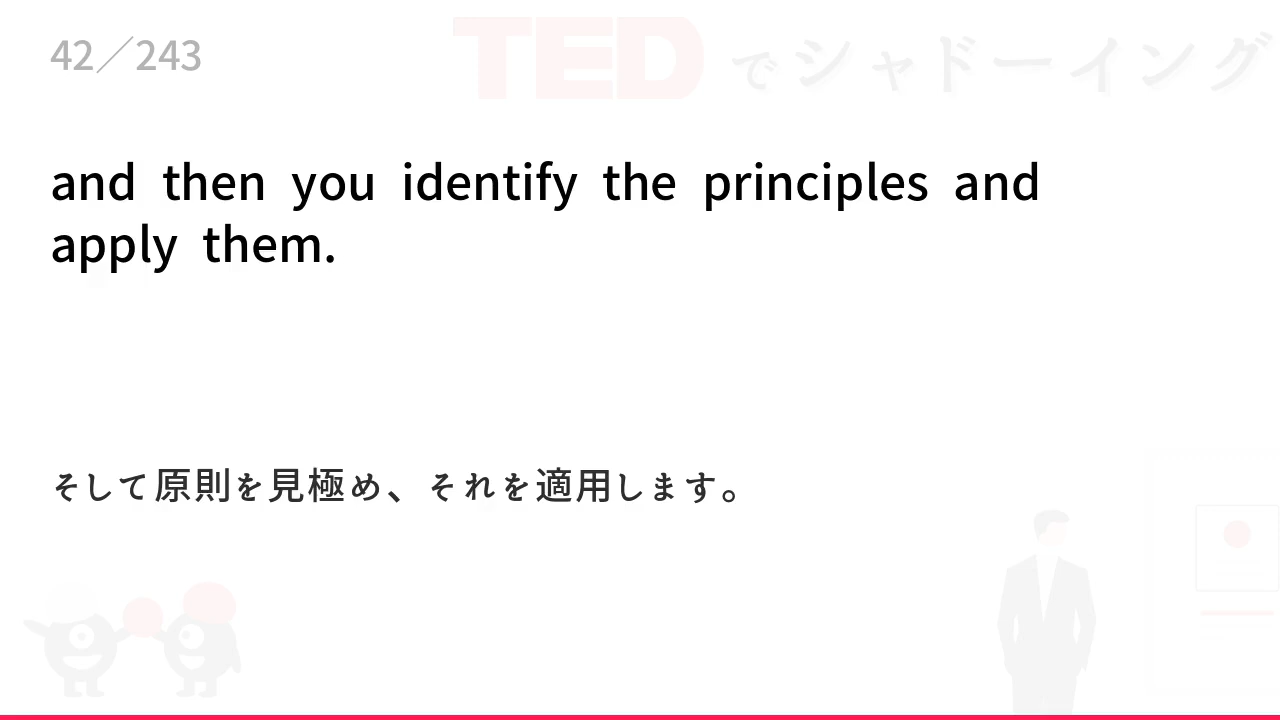 42／243
TEDでシャドーイング
and then you identify the principles and
apply them.
そして原則を見極め、それを適用します。